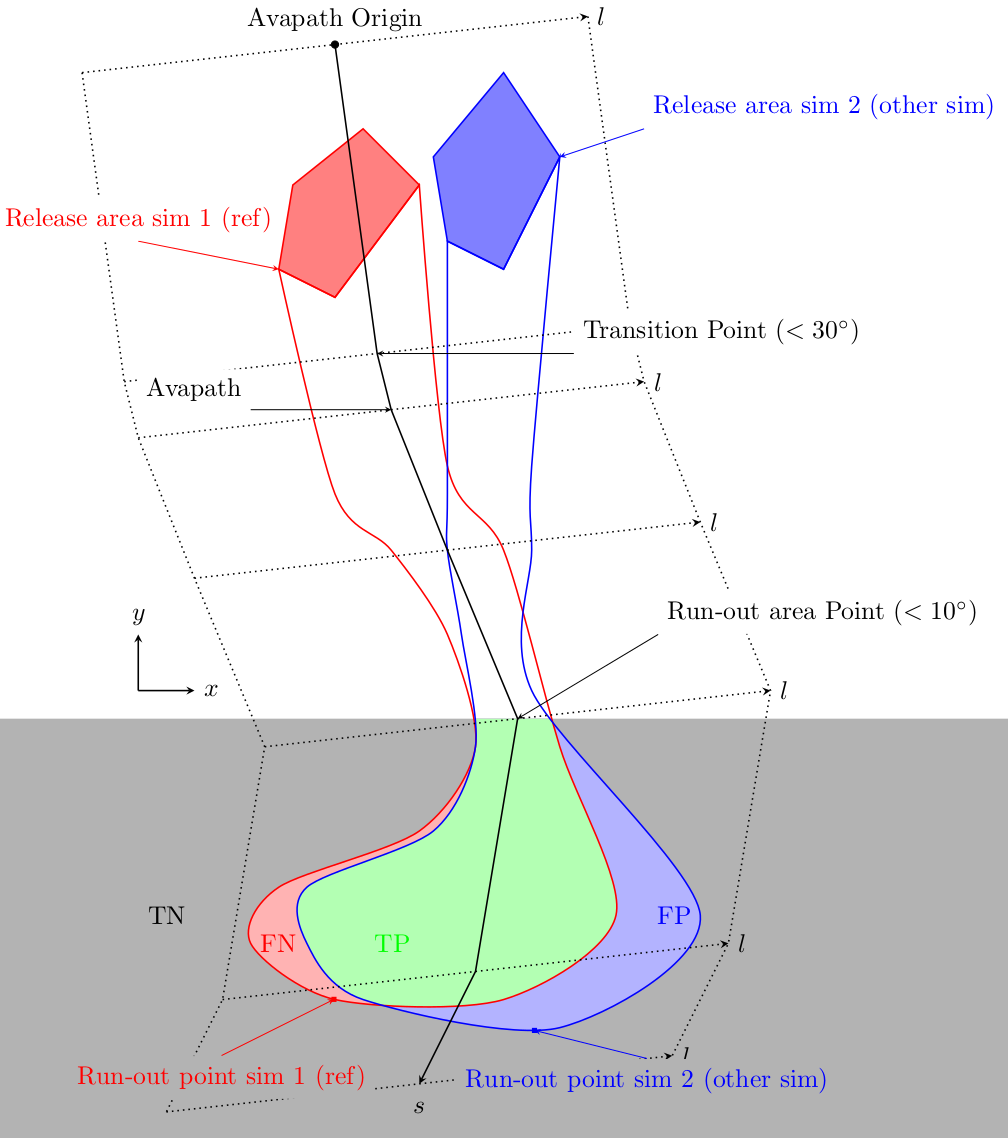 Avapath Origin
l
Release area sim 2 (other sim)
Release area sim 1 (ref)
Transition Point (< 30°)
Avapath
l
l
y
x
Run-out area Point (< 10°)
l
TN
FN
TP
FP
l
l
Run-out point sim 1 (ref)
Run-out point sim 2 (other sim)
s